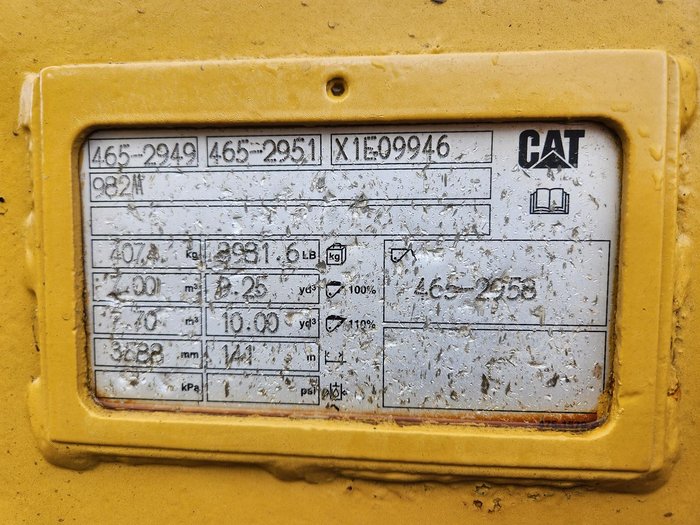 465-2949 465-2951 X1E09946 CAT
982M
4074 kg 8981.6 LB kg
7.001 m³ 9.25 yd³ 100% 465-2958
7.70 m³ 10.00 yd³ 110%
3688 mm 141 in
kPa psi